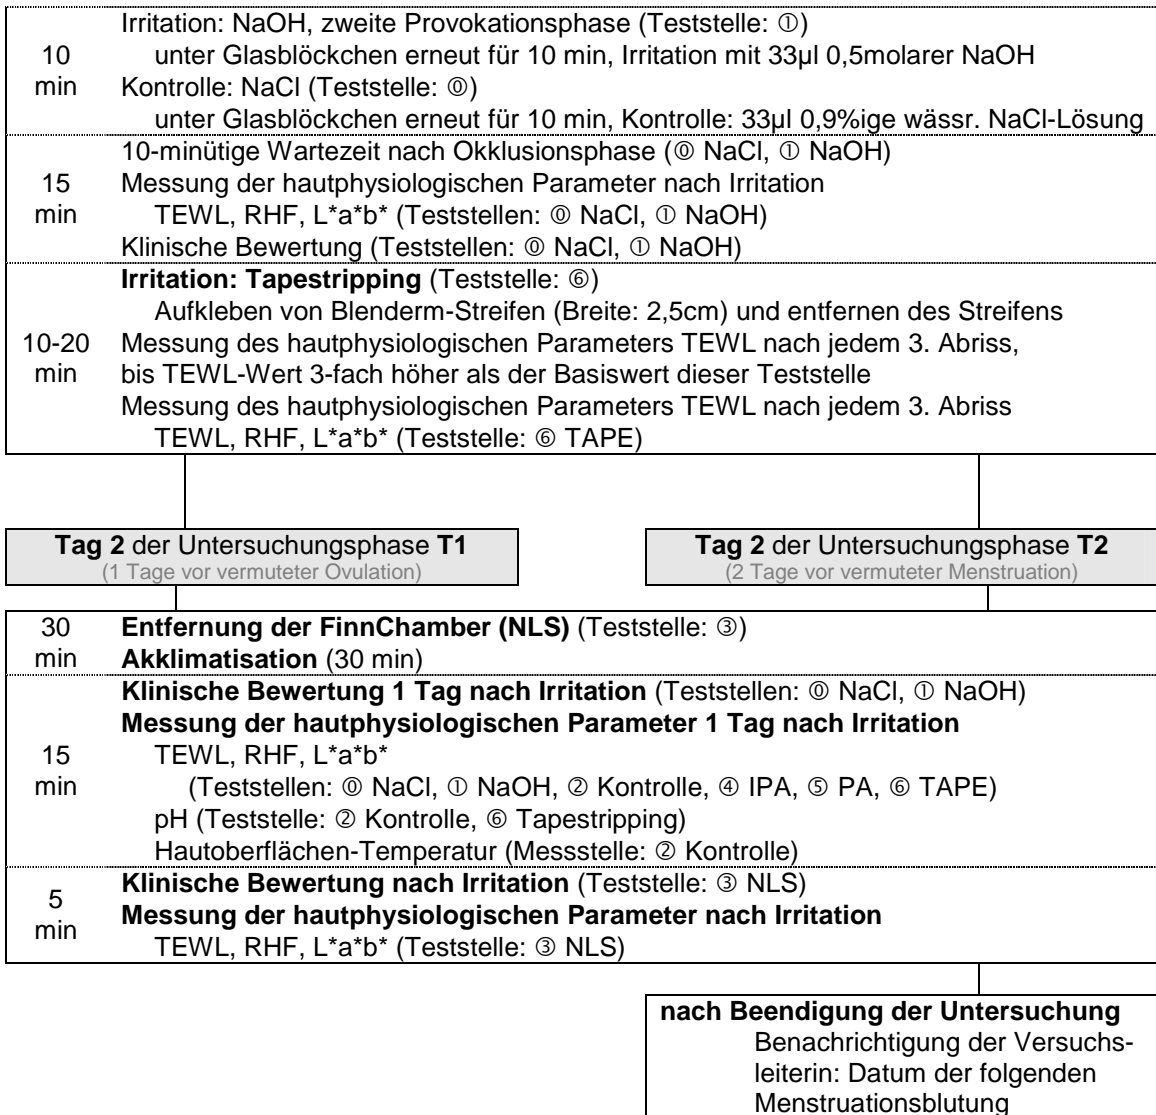 Irritation: NaOH, zweite Provokationsphase (Teststelle: ①)
10 unter Glasblöckchen erneut für 10 min, Irritation mit 33µl 0,5molarer NaOH
min Kontrolle: NaCl (Teststelle: ⓪)
unter Glasblöckchen erneut für 10 min, Kontrolle: 33µl 0,9%ige wässr. NaCl-Lösung
10-minütige Wartezeit nach Okklusionsphase (⓪ NaCl, ① NaOH)
15 Messung der hautphysiologischen Parameter nach Irritation
min TEWL, RHF, L*a*b* (Teststellen: ⓪ NaCl, ① NaOH)
Klinische Bewertung (Teststellen: ⓪ NaCl, ① NaOH)
Irritation: Tapestripping (Teststelle: ⑥)
Aufkleben von Blenderm-Streifen (Breite: 2,5cm) und entfernen des Streifens
10-20 Messung des hautphysiologischen Parameters TEWL nach jedem 3. Abriss,
min bis TEWL-Wert 3-fach höher als der Basiswert dieser Teststelle
Messung des hautphysiologischen Parameters TEWL nach jedem 3. Abriss
TEWL, RHF, L*a*b* (Teststelle: ⑥ TAPE)
Tag 2 der Untersuchungsphase T1
(1 Tage vor vermuteter Ovulation)
Tag 2 der Untersuchungsphase T2
(2 Tage vor vermuteter Menstruation)
30 Entfernung der FinnChamber (NLS) (Teststelle: ③)
min Akklimatisation (30 min)
Klinische Bewertung 1 Tag nach Irritation (Teststellen: ⓪ NaCl, ① NaOH)
Messung der hautphysiologischen Parameter 1 Tag nach Irritation
15 TEWL, RHF, L*a*b*
min (Teststellen: ⓪ NaCl, ① NaOH, ② Kontrolle, ④ IPA, ⑤ PA, ⑥ TAPE)
pH (Teststelle: ② Kontrolle, ⑥ Tapestripping)
Hautoberflächen-Temperatur (Messstelle: ② Kontrolle)
5 Klinische Bewertung nach Irritation (Teststelle: ③ NLS)
min Messung der hautphysiologischen Parameter nach Irritation
TEWL, RHF, L*a*b* (Teststelle: ③ NLS)
nach Beendigung der Untersuchung
Benachrichtigung der Versuchs-
leiterin: Datum der folgenden
Menstruationsblutung